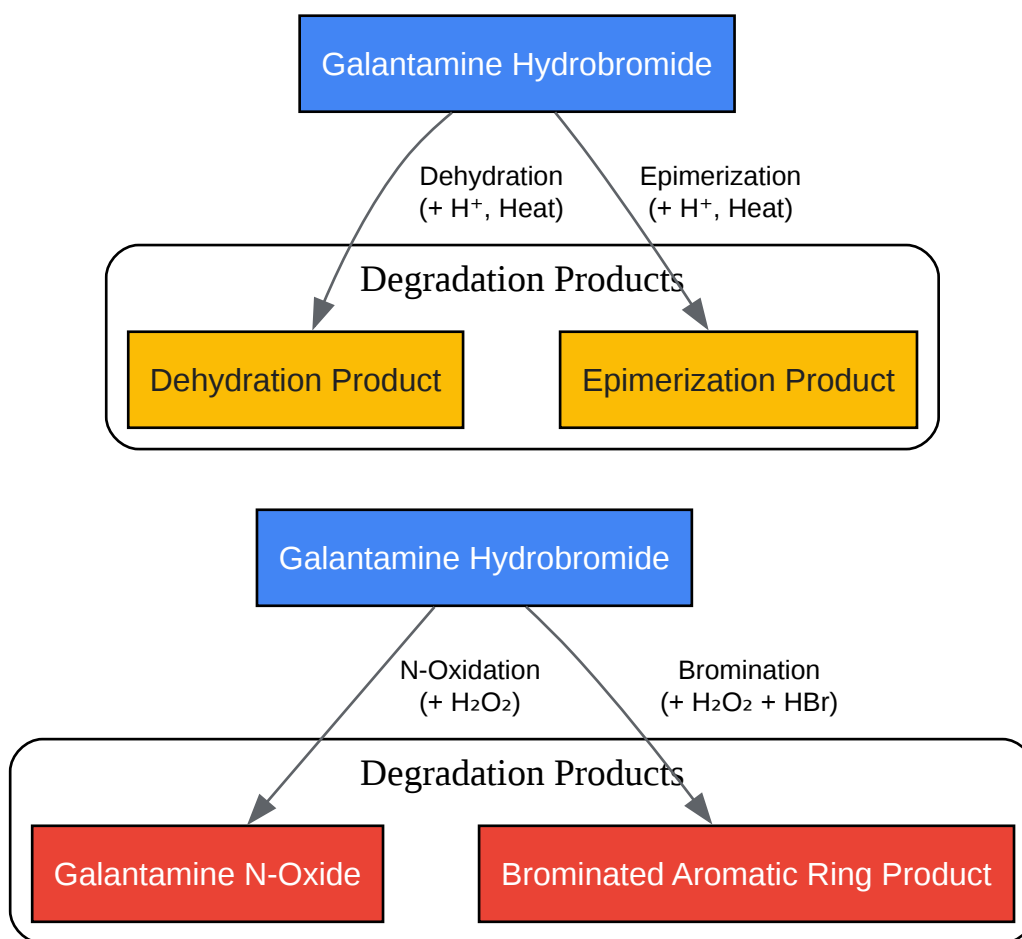 Galantamine Hydrobromide
Dehydration
(+ H⁺, Heat)
Epimerization
(+ H⁺, Heat)
Degradation Products
Dehydration Product
Epimerization Product
Galantamine Hydrobromide
N-Oxidation
(+ H₂O₂)
Bromination
(+ H₂O₂ + HBr)
Degradation Products
Galantamine N-Oxide
Brominated Aromatic Ring Product